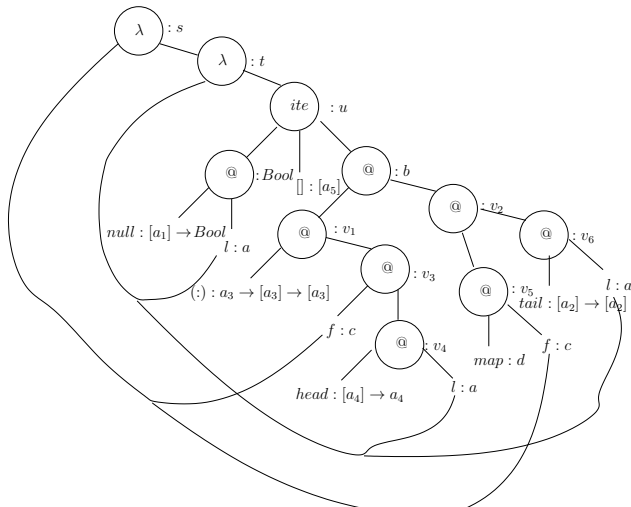 λ : s
λ : t
ite : u
@ :Bool
[] : [a5]
@ : b
@ : v2
@ : v6
null : [a1] → Bool
l : a
@ : v1
@ : v3
(:) : a3 → [a3] → [a3]
@ : v5
l : a
tail : [a2] → [a2]
f : c
@ : v4
map : d
f : c
head : [a4] → a4
l : a